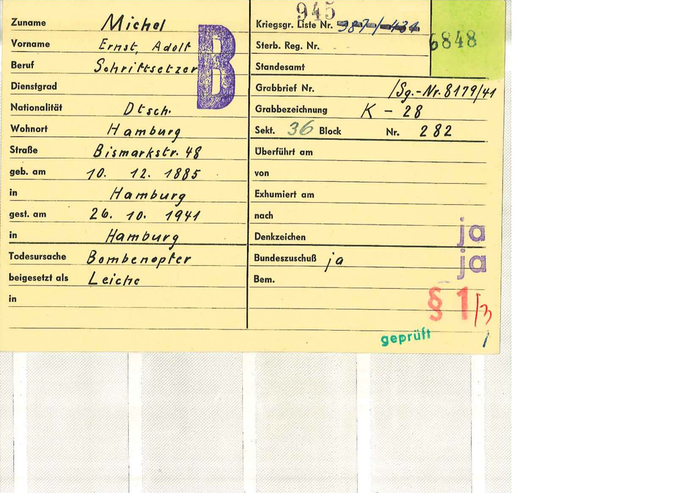 Zuname Michel
Vorname Ernst, Adolf
Beruf Schriftsetzer
Dienstgrad
Nationalität Dtsch.
Wohnort Hamburg
Straße Bismarkstr. 48
geb. am 10. 12. 1885
in Hamburg
gest. am 26. 10. 1941
in Hamburg
Todesursache Bombenopfer
beigesetzt als Leiche
in
B
945
Kriegsgr. Liste Nr.
6848
Sterb. Reg. Nr.
Standesamt
Grabbrief Nr. /Sg.-Nr. 8179/41
Grabbezeichnung K - 28
Sekt. 36 Block Nr. 282
Überführt am
von
Exhumiert am
nach
Denkzeichen ja
Bundeszuschuß ja ja
Bem.
§ 1/3
geprüft